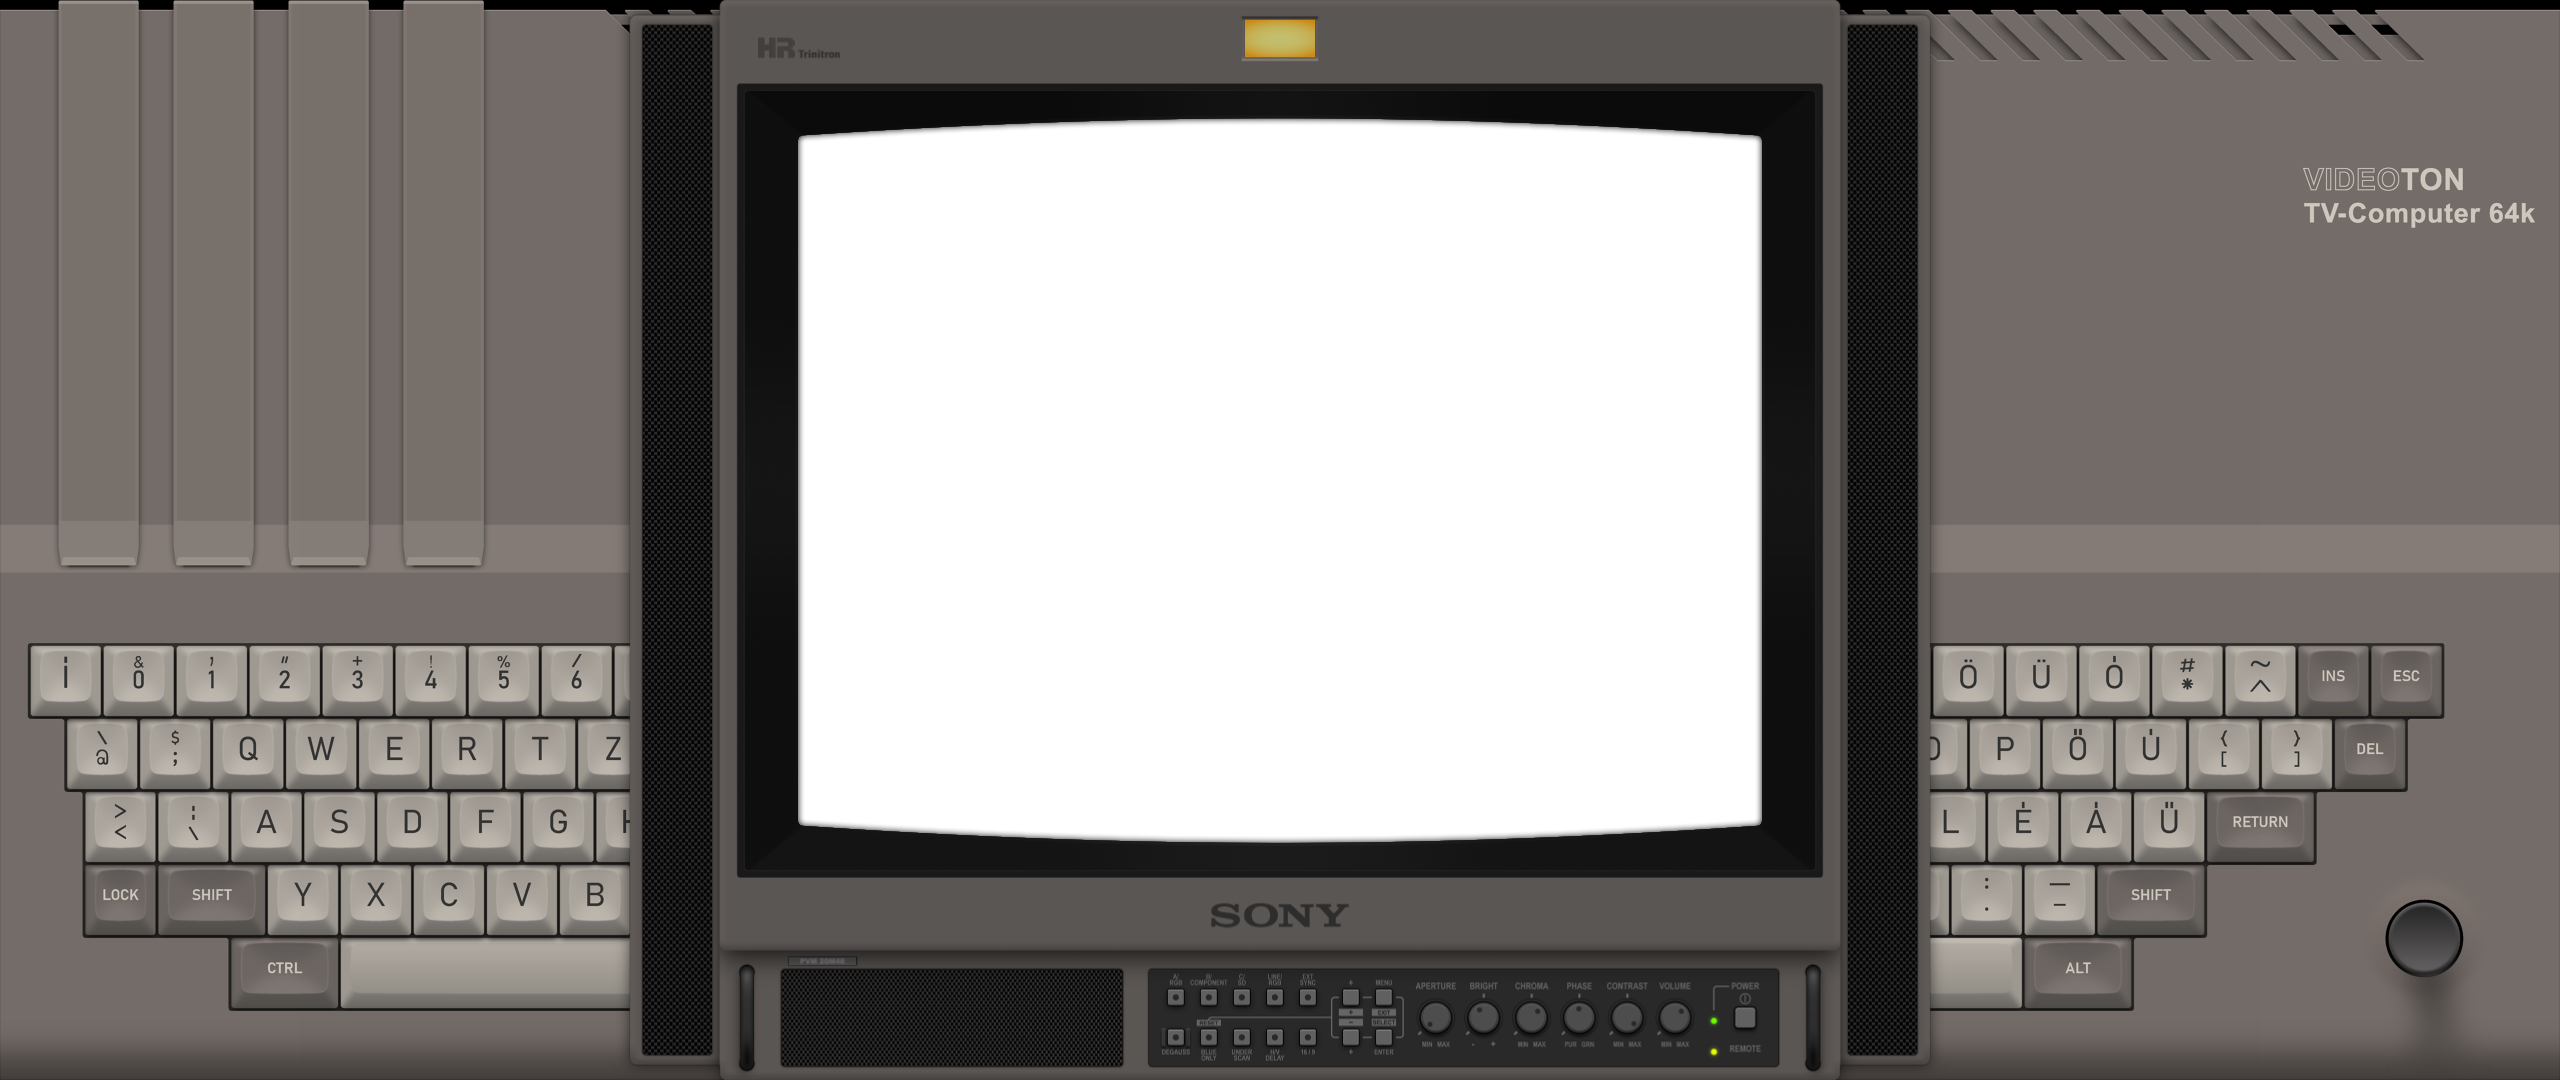 HR Trinitron
VIDEOTON
TV-Computer 64k
Í & 0 ' 1 " 2 + 3 ! 4 % 5 / 6
Ö Ü Ó # * ~ ^ INS ESC
\ @ $ ; Q W E R T Z
P Ő Ú { [ } ] DEL
> < ¦ \ A S D F G H
L É Á Ű RETURN
LOCK SHIFT Y X C V B
: . — – SHIFT
SONY
CTRL
ALT
PVM 20M4E
A/ RGB B/ COMPONENT C/ SD LINE/ RGB EXT SYNC MENU
APERTURE BRIGHT CHROMA PHASE CONTRAST VOLUME POWER
RESET + − EXIT SELECT
MIN MAX - + MIN MAX PUR GRN MIN MAX MIN MAX REMOTE
DEGAUSS BLUE ONLY UNDER SCAN H/V DELAY 16/9 ENTER